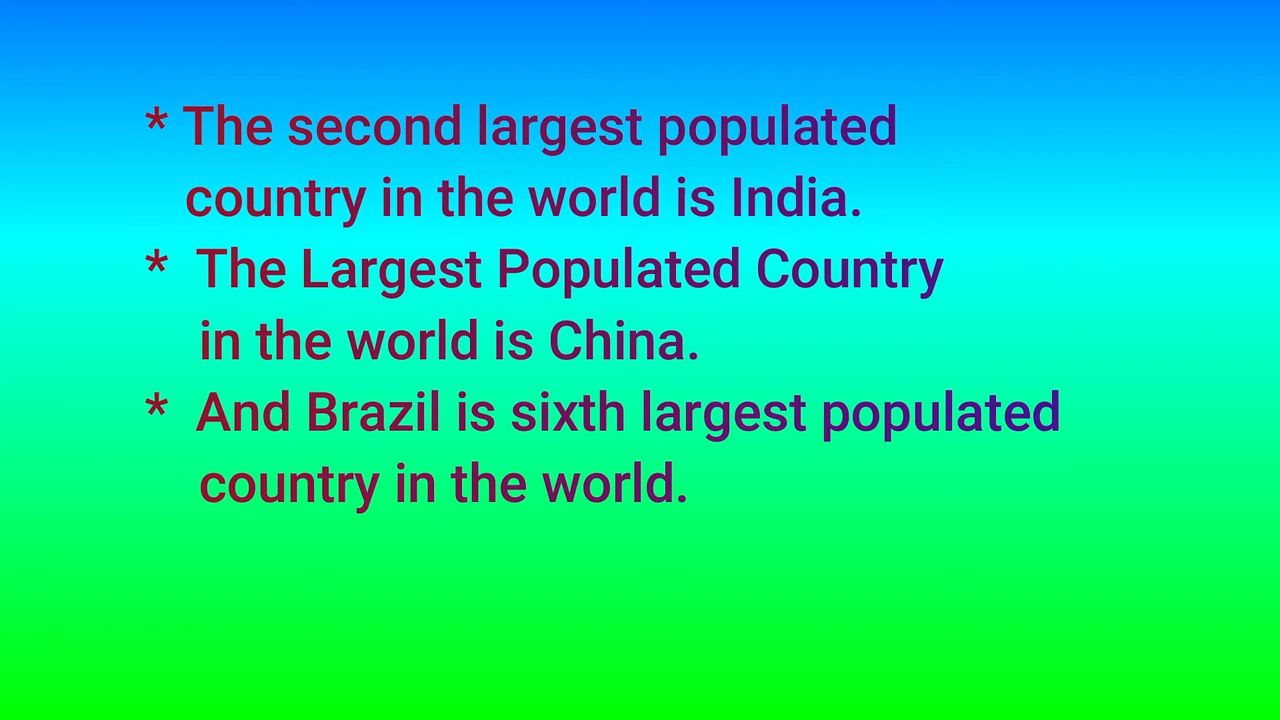 * The second largest populated
country in the world is India.
* The Largest Populated Country
in the world is China.
* And Brazil is sixth largest populated
country in the world.